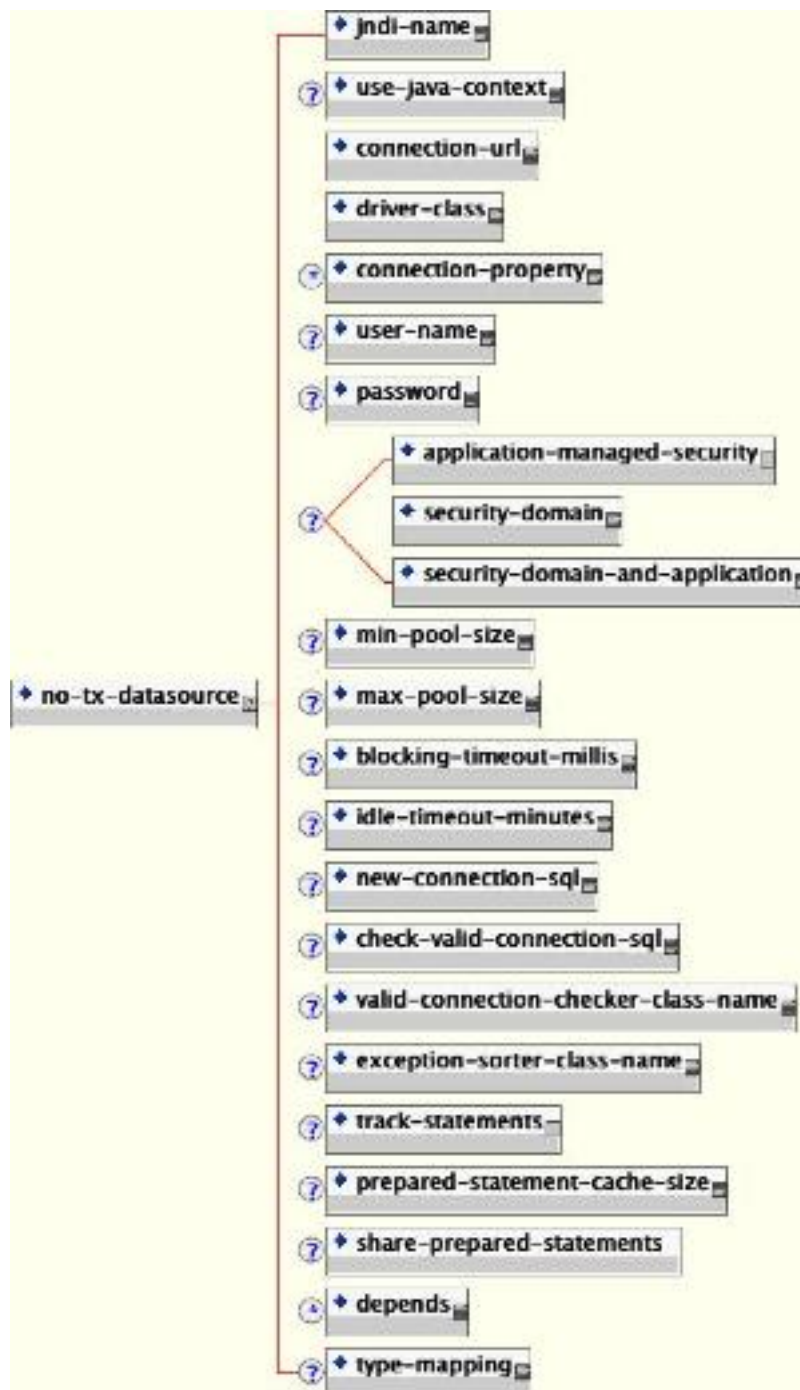 jndi-name
? use-java-context
connection-url
driver-class
* connection-property
? user-name
? password
application-managed-security
? security-domain
security-domain-and-application
? min-pool-size
no-tx-datasource
? max-pool-size
? blocking-timeout-millis
? idle-timeout-minutes
? new-connection-sql
? check-valid-connection-sql
? valid-connection-checker-class-name
? exception-sorter-class-name
? track-statements
? prepared-statement-cache-size
? share-prepared-statements
* depends
? type-mapping